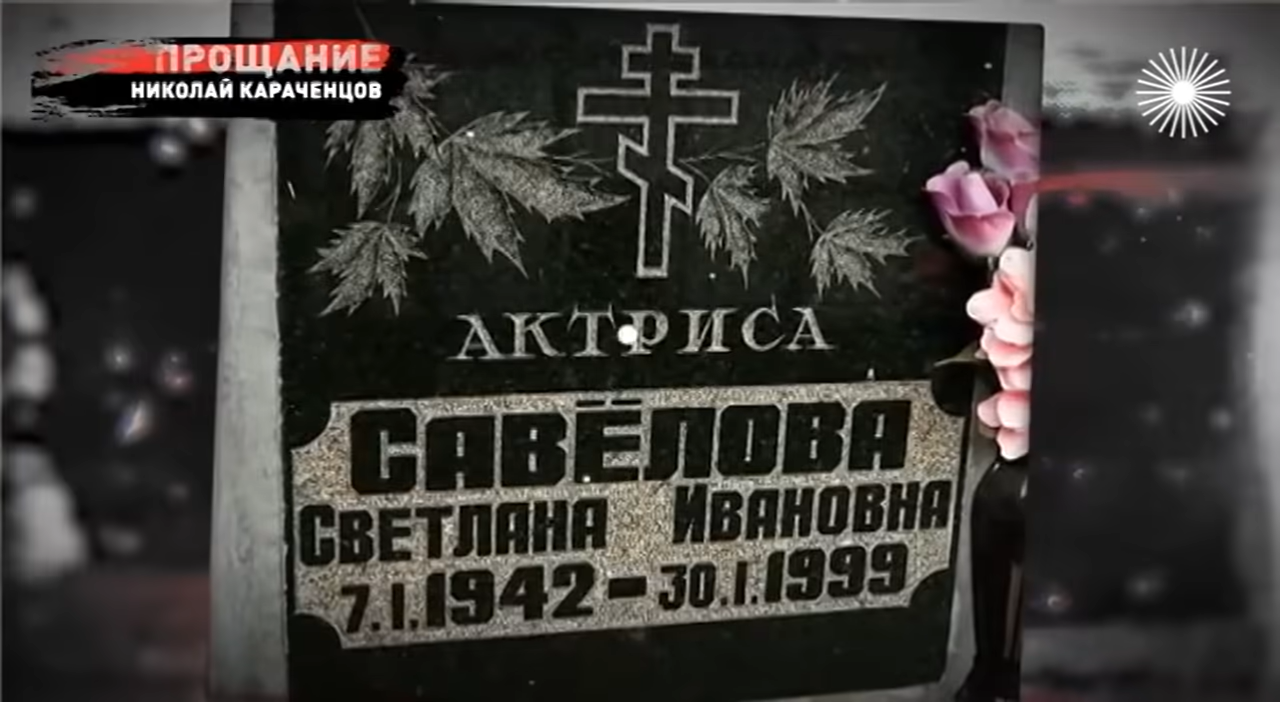 ПРОЩАНИЕ
НИКОЛАЙ КАРАЧЕНЦОВ
АКТРИСА
САВЁЛОВА
СВЕТЛАНА ИВАНОВНА
7.I.1942 – 30.I.1999